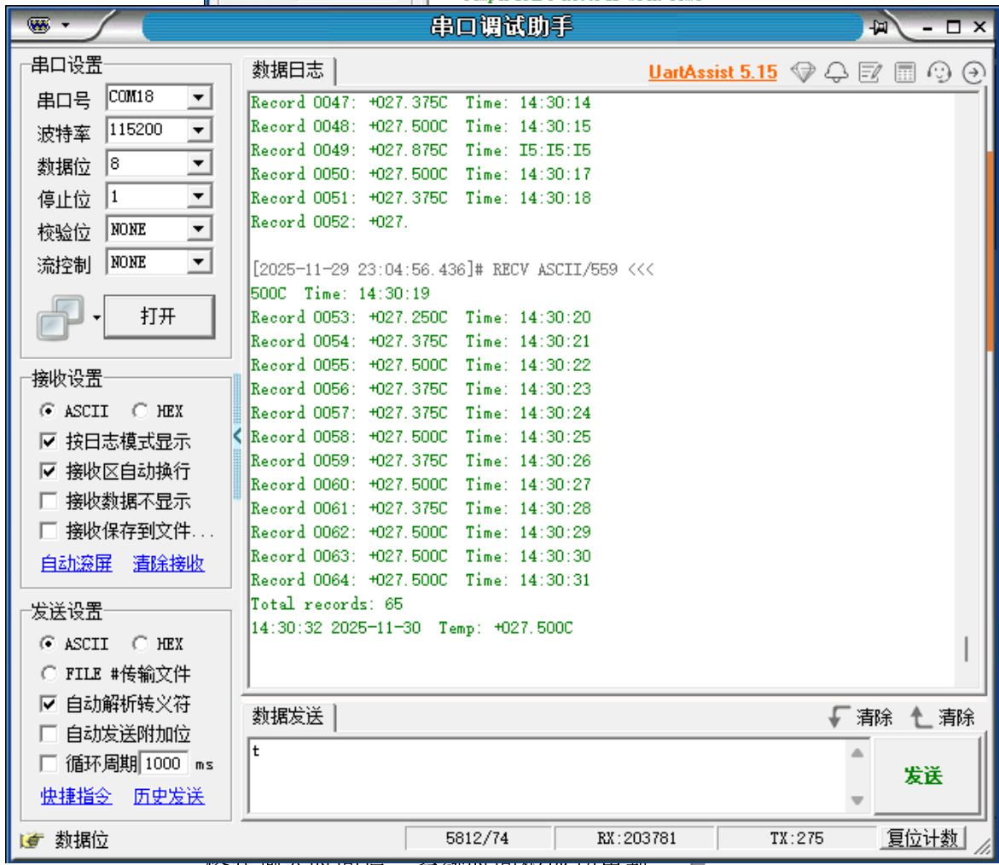 串口调试助手
串口设置
串口号 COM18
波特率 115200
数据位 8
停止位 1
校验位 NONE
流控制 NONE
打开
接收设置
ASCII HEX
按日志模式显示
接收区自动换行
接收数据不显示
接收保存到文件...
自动滚屏 清除接收
发送设置
ASCII HEX
FILE #传输文件
自动解析转义符
自动发送附加位
循环周期 1000 ms
快捷指令 历史发送
数据日志
UartAssist 5.15
Record 0047: +027.375C Time: 14:30:14
Record 0048: +027.500C Time: 14:30:15
Record 0049: +027.875C Time: I5:I5:I5
Record 0050: +027.500C Time: 14:30:17
Record 0051: +027.375C Time: 14:30:18
Record 0052: +027.
[2025-11-29 23:04:56.436]# RECV ASCII/559 <<<
500C Time: 14:30:19
Record 0053: +027.250C Time: 14:30:20
Record 0054: +027.375C Time: 14:30:21
Record 0055: +027.500C Time: 14:30:22
Record 0056: +027.375C Time: 14:30:23
Record 0057: +027.375C Time: 14:30:24
Record 0058: +027.500C Time: 14:30:25
Record 0059: +027.375C Time: 14:30:26
Record 0060: +027.500C Time: 14:30:27
Record 0061: +027.375C Time: 14:30:28
Record 0062: +027.500C Time: 14:30:29
Record 0063: +027.500C Time: 14:30:30
Record 0064: +027.500C Time: 14:30:31
Total records: 65
14:30:32 2025-11-30 Temp: +027.500C
数据发送
清除 清除
t
发送
数据位
5812/74
RX:203781
TX:275
复位计数